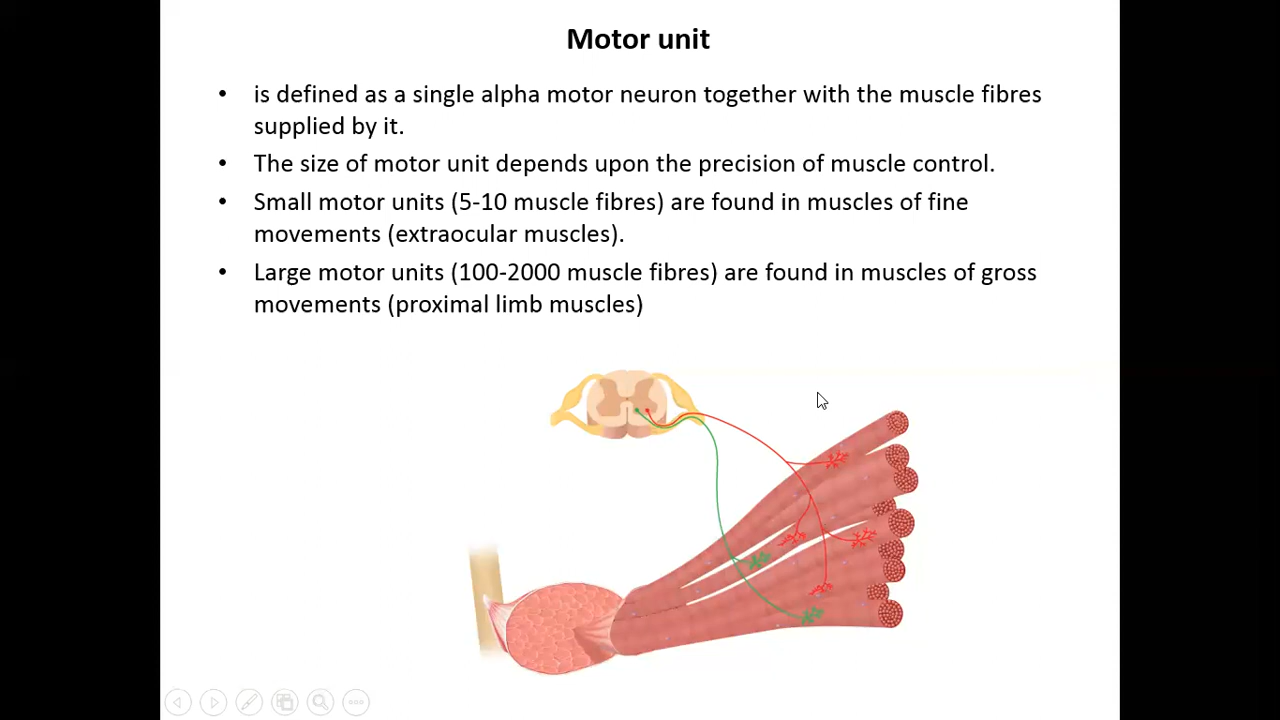 Motor unit
• is defined as a single alpha motor neuron together with the muscle fibres
supplied by it.
• The size of motor unit depends upon the precision of muscle control.
• Small motor units (5-10 muscle fibres) are found in muscles of fine
movements (extraocular muscles).
• Large motor units (100-2000 muscle fibres) are found in muscles of gross
movements (proximal limb muscles)